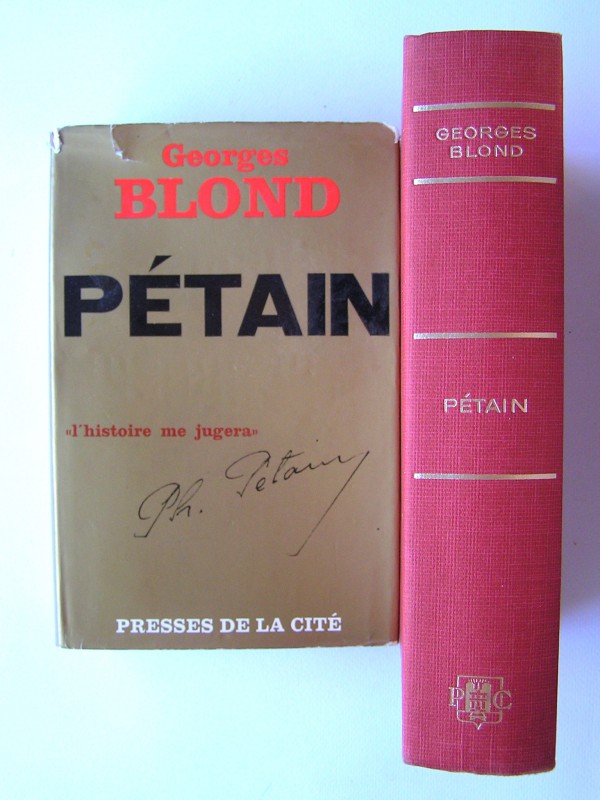 Georges
BLOND
PÉTAIN
«l'histoire me jugera»
Ph. Pétain
PRESSES DE LA CITÉ
GEORGES
BLOND
PÉTAIN
P C